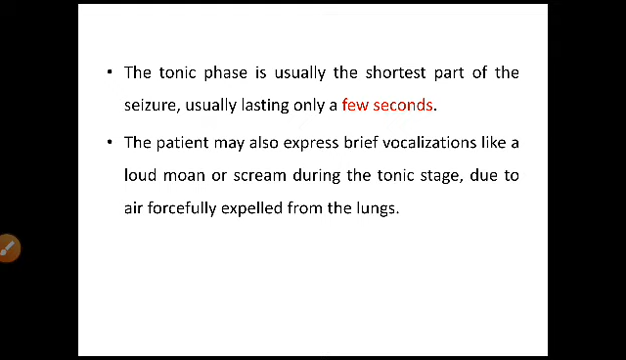 • The tonic phase is usually the shortest part of the
seizure, usually lasting only a few seconds.
• The patient may also express brief vocalizations like a
loud moan or scream during the tonic stage, due to
air forcefully expelled from the lungs.